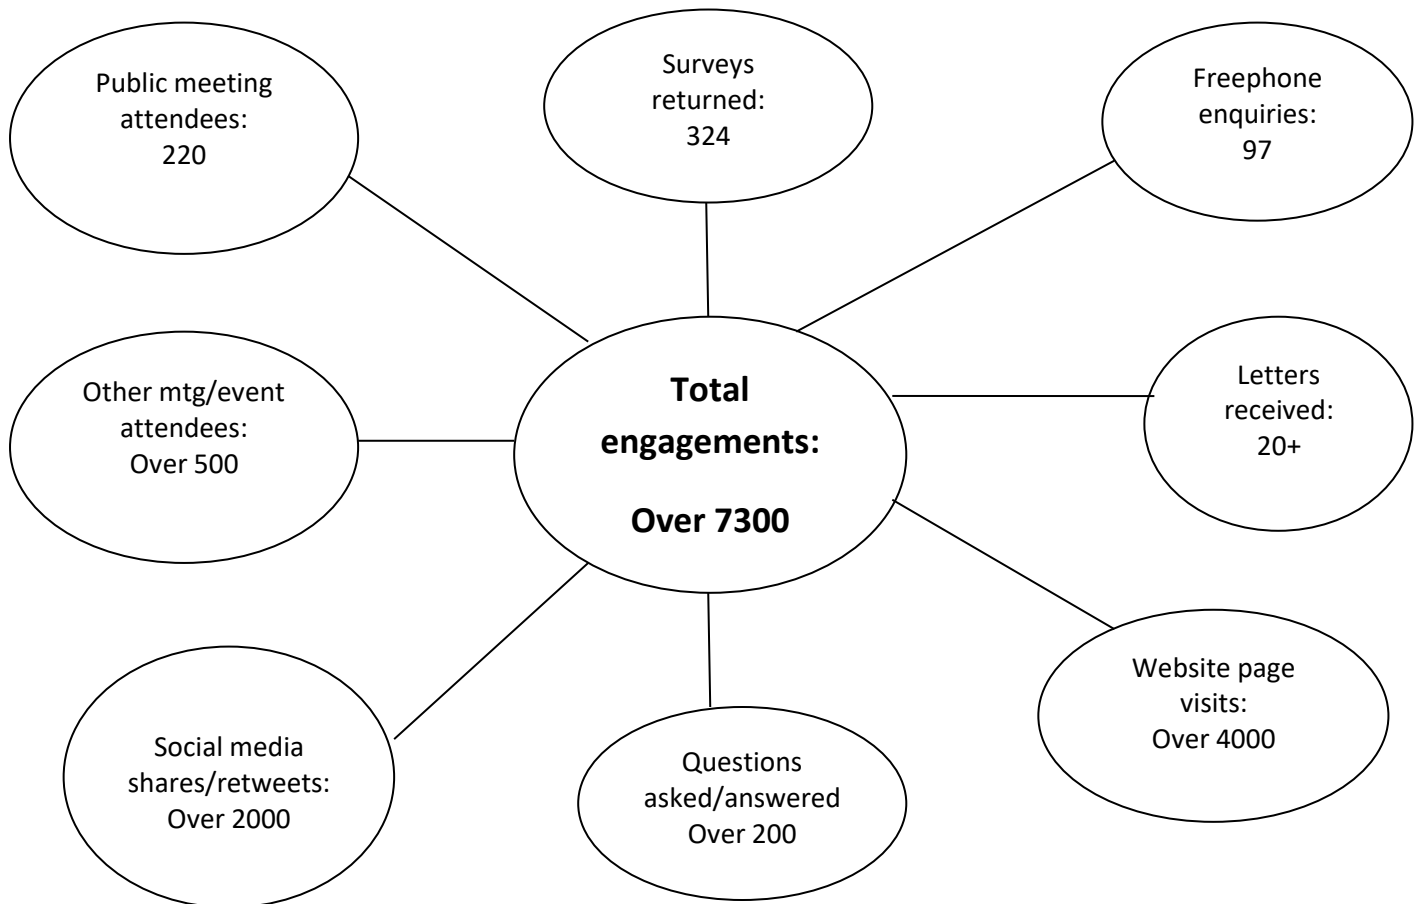 Public meeting
attendees:
220
Surveys
returned:
324
Freephone
enquiries:
97
Other mtg/event
attendees:
Over 500
Total
engagements:
Over 7300
Letters
received:
20+
Social media
shares/retweets:
Over 2000
Questions
asked/answered
Over 200
Website page
visits:
Over 4000